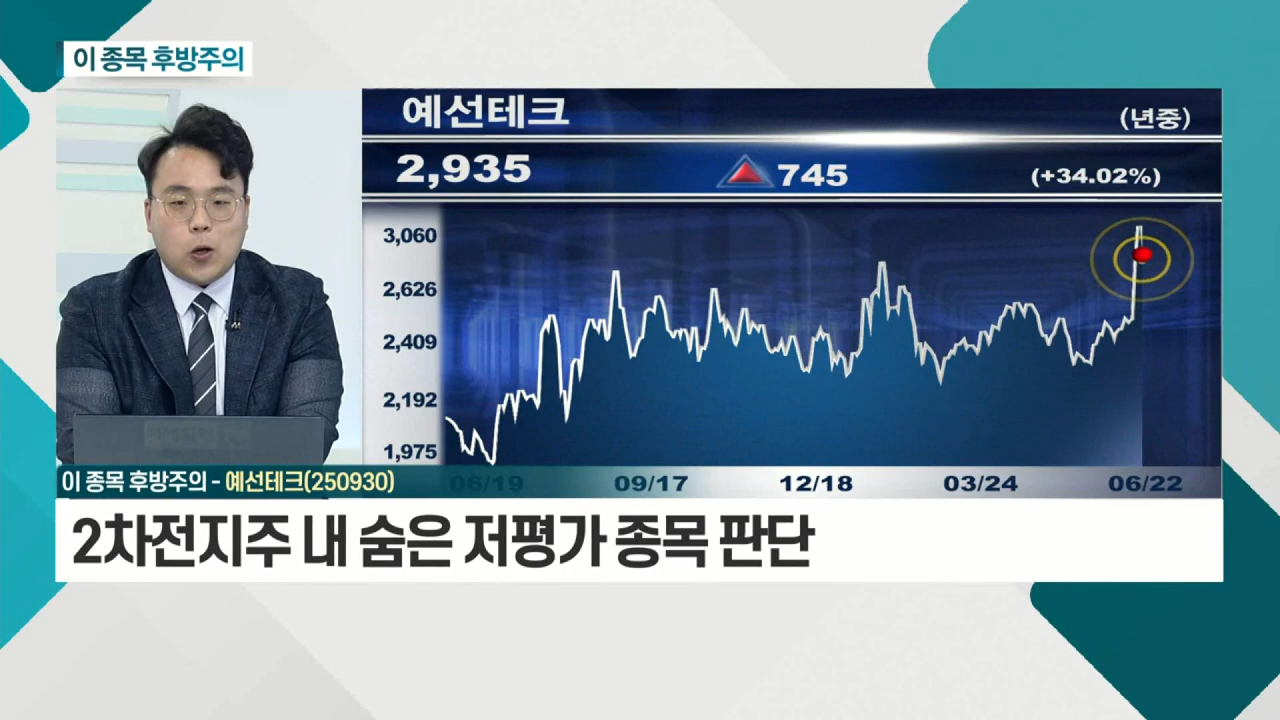 이 종목 후방주의
예선테크
(년중)
2,935 745 (+34.02%)
3,060
2,626
2,409
2,192
1,975
06/19 09/17 12/18 03/24 06/22
이 종목 후방주의 - 예선테크(250930)
2차전지주 내 숨은 저평가 종목 판단